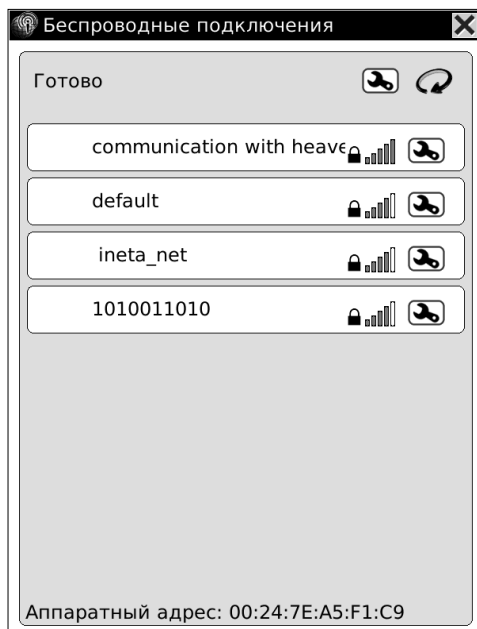 Беспроводные подключения
Готово
communication with heave
default
ineta_net
1010011010
Аппаратный адрес: 00:24:7E:A5:F1:C9